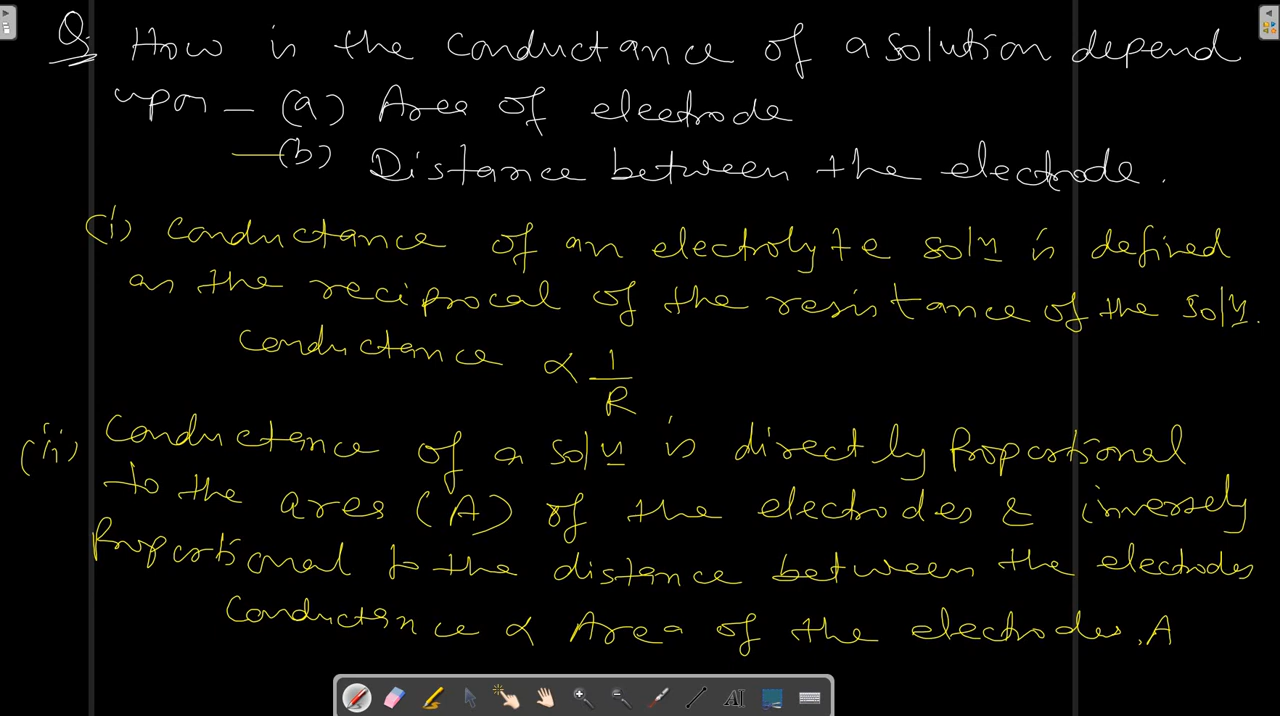 Q. How is the conductance of a solution depend
upon — (a) Area of electrode
— (b) Distance between the electrode.
(i) Conductance of an electrolyte soln is defined
as the reciprocal of the resistance of the soln.
Conductance ∝ 1/R
(ii) Conductance of a soln is directly proportional
to the area (A) of the electrodes & inversely
proportional to the distance between the electrodes
Conductance ∝ Area of the electrodes, A
AI